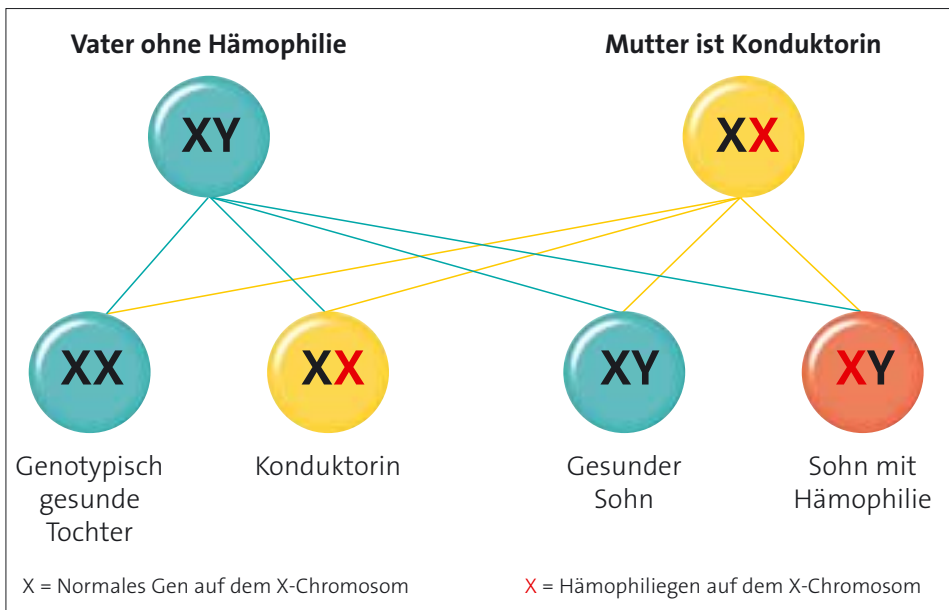 Vater ohne Hämophilie
Mutter ist Konduktorin
XY
XX
XX
XX
XY
XY
Genotypisch
gesunde
Tochter
Konduktorin
Gesunder
Sohn
Sohn mit
Hämophilie
X = Normales Gen auf dem X-Chromosom
X = Hämophiliegen auf dem X-Chromosom